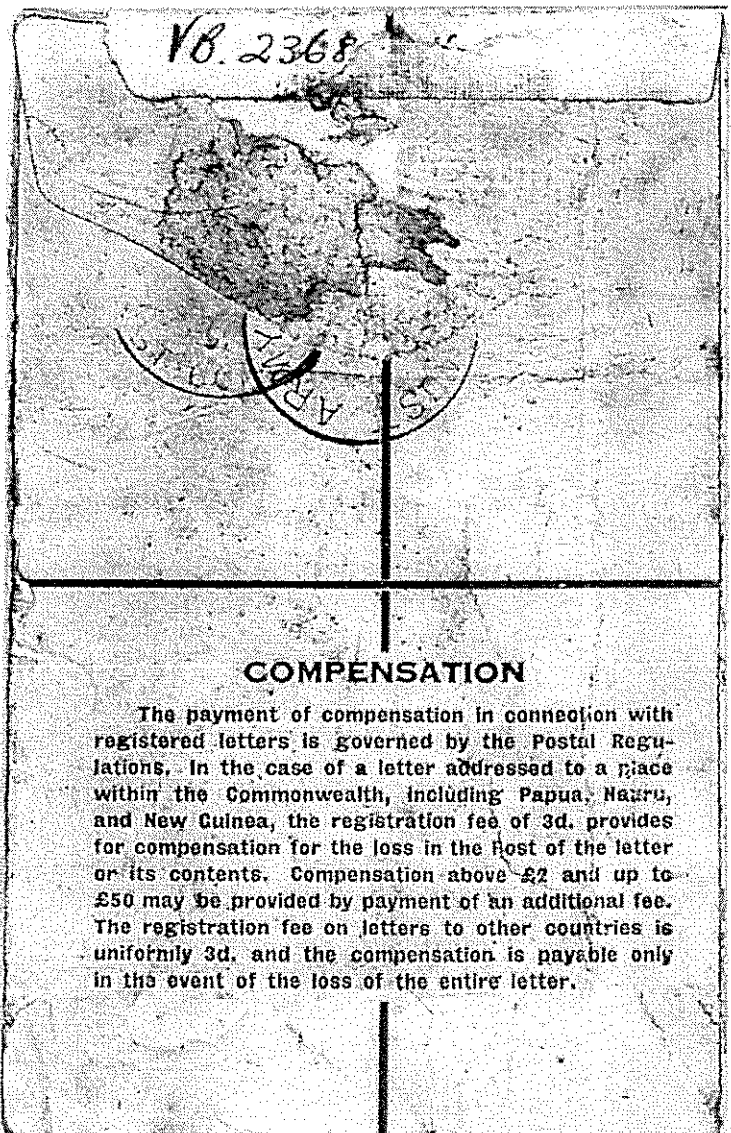 VB. 2368
ARMY
US
COMPENSATION
The payment of compensation in connection with
registered letters is governed by the Postal Regu-
lations. In the case of a letter addressed to a place
within the Commonwealth, including Papua, Nauru,
and New Guinea, the registration fee of 3d. provides
for compensation for the loss in the Post of the letter
or its contents. Compensation above £2 and up to
£50 may be provided by payment of an additional fee.
The registration fee on letters to other countries is
uniformly 3d. and the compensation is payable only
in the event of the loss of the entire letter.